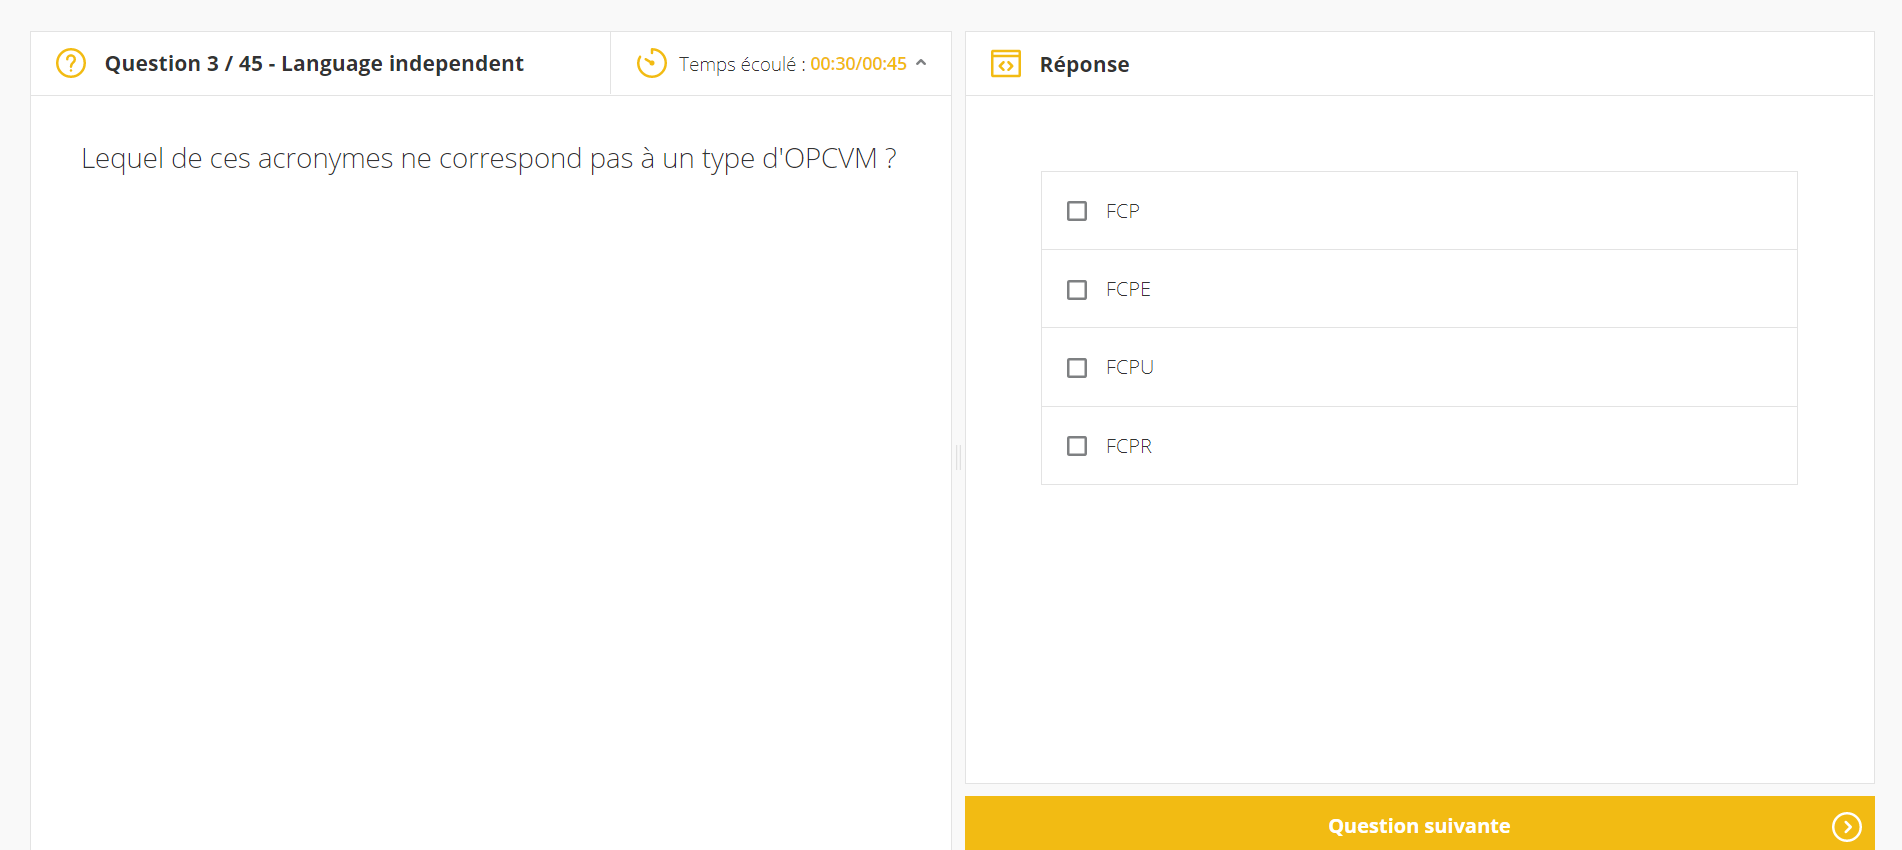 Question 3 / 45 - Language independent
Temps écoulé : 00:30/00:45
Lequel de ces acronymes ne correspond pas à un type d'OPCVM ?
Réponse
FCP
FCPE
FCPU
FCPR
Question suivante